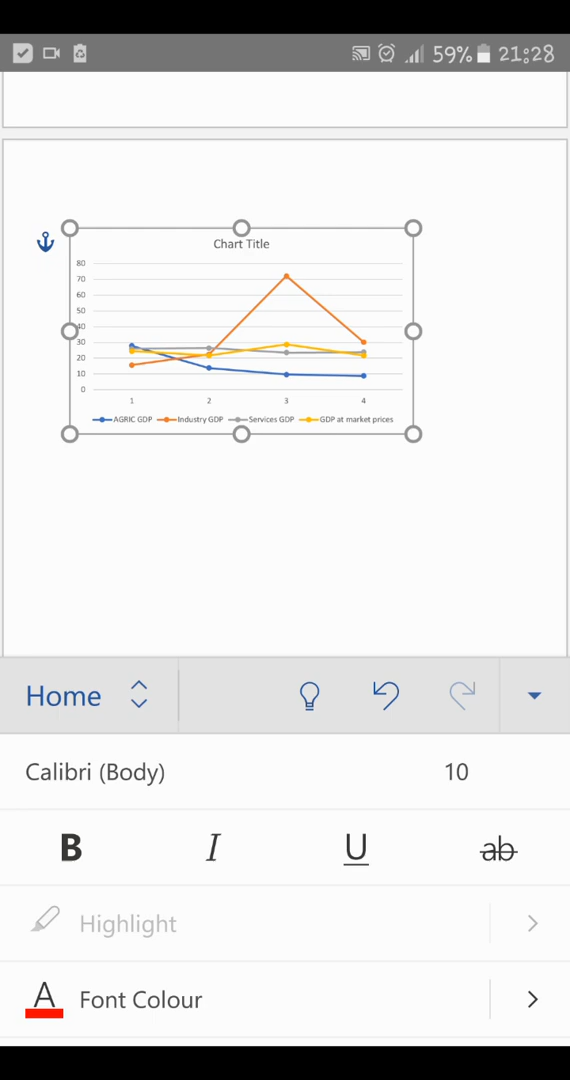 59% 21:28
Chart Title
80
70
60
50
40
30
20
10
0
1 2 3 4
AGRIC GDP Industry GDP Services GDP GDP at market prices
Home
Calibri (Body) 10
B I U ab
Highlight
A Font Colour